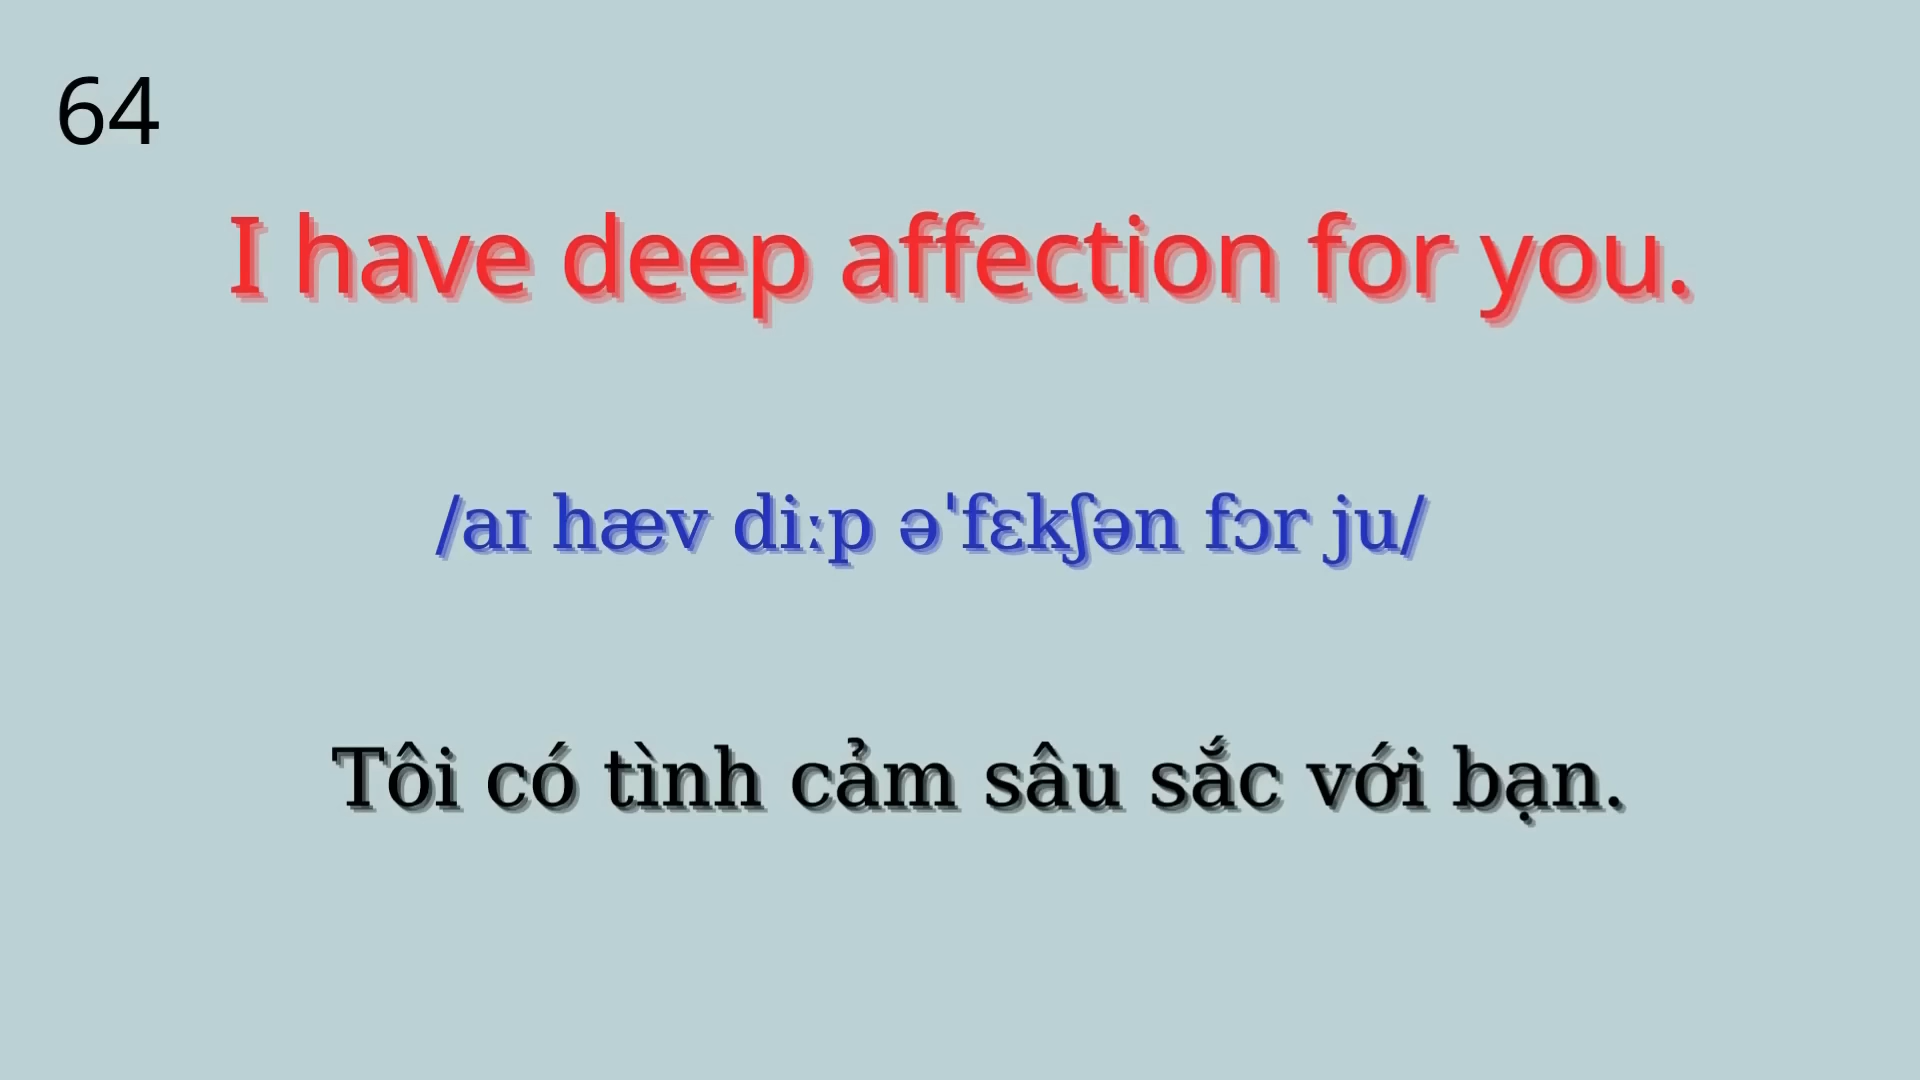 64
I have deep affection for you.
/aɪ hæv diːp əˈfɛkʃən fɔr ju/
Tôi có tình cảm sâu sắc với bạn.